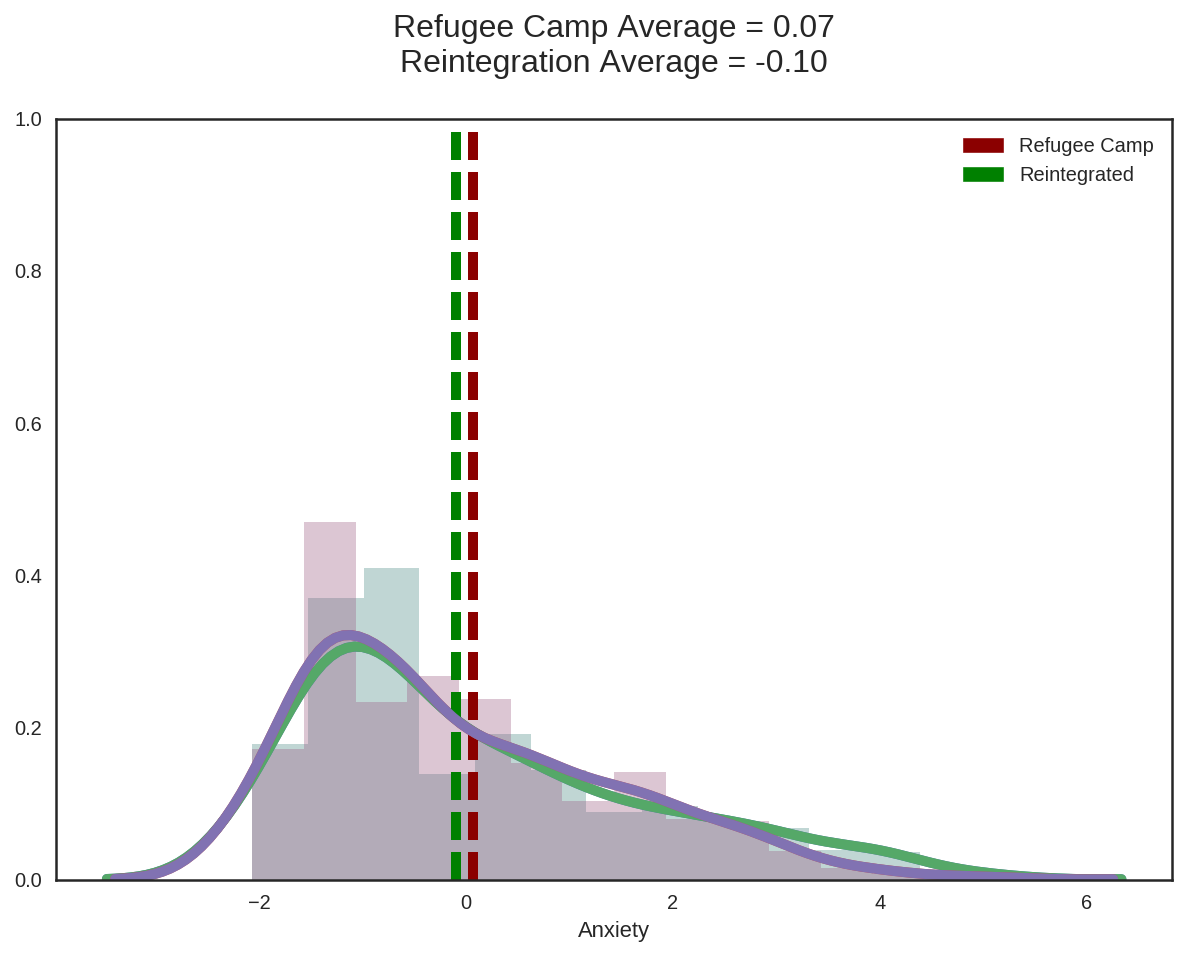 Refugee Camp Average = 0.07
Reintegration Average = -0.10
1.0
0.8
0.6
0.4
0.2
0.0
Refugee Camp
Reintegrated
−2
0
2
4
6
Anxiety